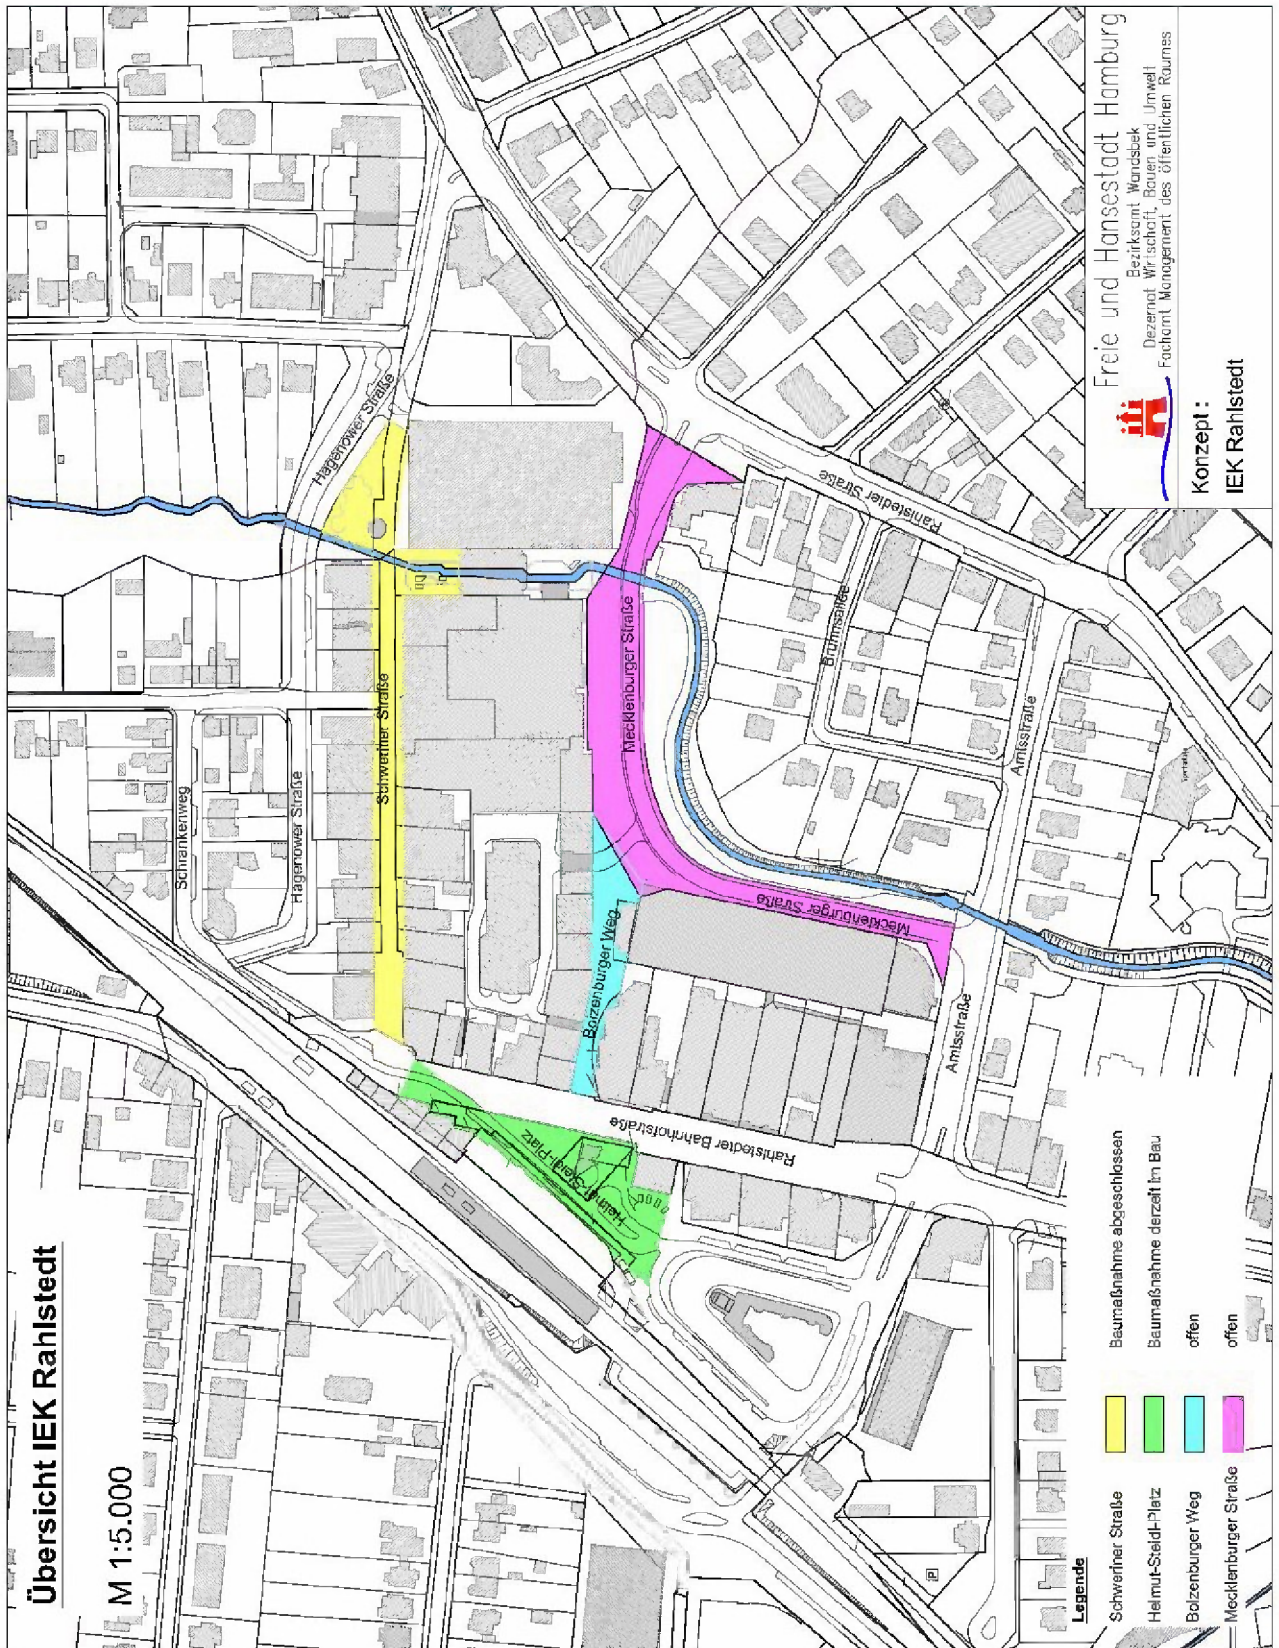 Übersicht IEK Rahlstedt
M 1:5.000
Schrankenweg
Hagenower Straße
Hagenower Straße
Schweriner Straße
Mecklenburger Straße
Mecklenburger Straße
Boizenburger Weg
Helmut-Steidl-Platz
Rahlstedter Bahnhofstraße
Amtsstraße
Amtsstraße
Brühmsallee
Rahlstedter Straße
P
Legende
Schweriner Straße Baumaßnahme abgeschlossen
Helmut-Steidl-Platz Baumaßnahme derzeit im Bau
Boizenburger Weg offen
Mecklenburger Straße offen
Freie und Hansestadt Hamburg
Bezirksamt Wandsbek
Dezernat Wirtschaft, Bauen und Umwelt
Fachamt Management des öffentlichen Raumes
Konzept :
IEK Rahlstedt